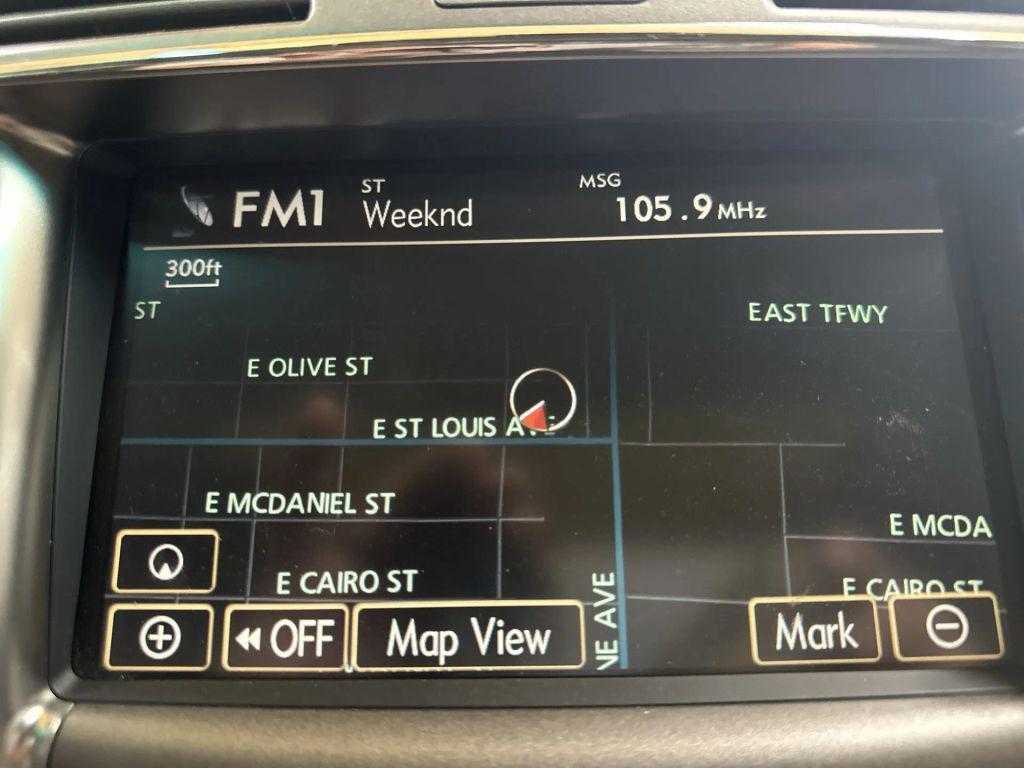 FM1 ST Weeknd MSG 105.9 MHz
300ft
ST EAST TFWY
E OLIVE ST
E ST LOUIS
E MCDANIEL ST
E MCDA
E CAIRO ST E CAIRO ST
NE AVE
OFF Map View Mark